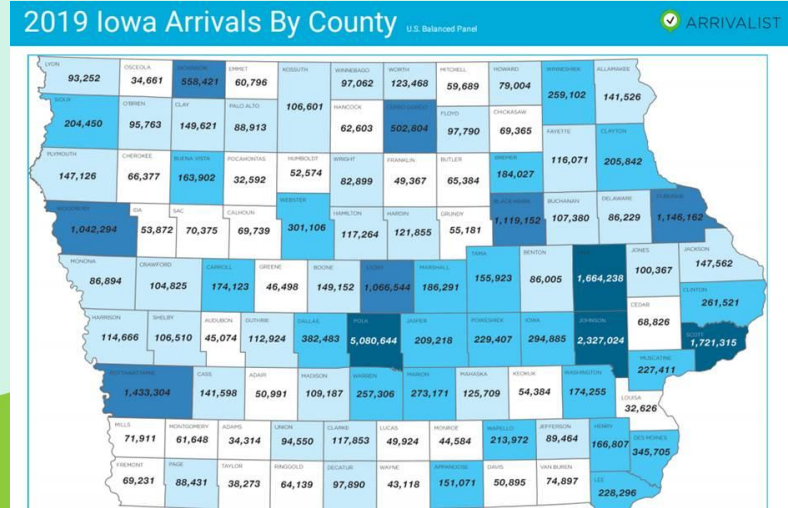 2019 Iowa Arrivals By County U.S. Balanced Panel
ARRIVALIST
LYON
93,252
OSCEOLA
34,661
DICKINSON
558,421
EMMET
60,796
KOSSUTH
106,601
WINNEBAGO
97,062
WORTH
123,468
MITCHELL
59,689
HOWARD
79,004
WINNESHIEK
259,102
ALLAMAKEE
141,526
SIOUX
204,450
O'BRIEN
95,763
CLAY
149,621
PALO ALTO
88,913
HANCOCK
62,603
CERRO GORDO
502,804
FLOYD
97,790
CHICKASAW
69,365
FAYETTE
116,071
CLAYTON
205,842
PLYMOUTH
147,126
CHEROKEE
66,377
BUENA VISTA
163,902
POCAHONTAS
32,592
HUMBOLDT
52,574
WRIGHT
82,899
FRANKLIN
49,367
BUTLER
65,384
BREMER
184,027
WOODBURY
1,042,294
IDA
53,872
SAC
70,375
CALHOUN
69,739
WEBSTER
301,106
HAMILTON
117,264
HARDIN
121,855
GRUNDY
55,181
BLACK HAWK
1,119,152
BUCHANAN
107,380
DELAWARE
86,229
DUBUQUE
1,146,162
MONONA
86,894
CRAWFORD
104,825
CARROLL
174,123
GREENE
46,498
BOONE
149,152
STORY
1,066,544
MARSHALL
186,291
TAMA
155,923
BENTON
86,005
1,664,238
JONES
100,367
JACKSON
147,562
CLINTON
261,521
HARRISON
114,666
SHELBY
106,510
AUDUBON
45,074
GUTHRIE
112,924
DALLAS
382,483
POLK
5,080,644
JASPER
209,218
POWESHIEK
229,407
IOWA
294,885
JOHNSON
2,327,024
CEDAR
68,826
SCOTT
1,721,315
MUSCATINE
227,411
POTTAWATTAMIE
1,433,304
CASS
141,598
ADAIR
50,991
MADISON
109,187
WARREN
257,306
MARION
273,171
MAHASKA
125,709
KEOKUK
54,384
WASHINGTON
174,255
LOUISA
32,626
MILLS
71,911
MONTGOMERY
61,648
ADAMS
34,314
UNION
94,550
CLARKE
117,853
LUCAS
49,924
MONROE
44,584
WAPELLO
213,972
JEFFERSON
89,464
HENRY
166,807
DES MOINES
345,705
FREMONT
69,231
PAGE
88,431
TAYLOR
38,273
RINGGOLD
64,139
DECATUR
97,890
WAYNE
43,118
APPANOOSE
151,071
DAVIS
50,895
VAN BUREN
74,897
LEE
228,296